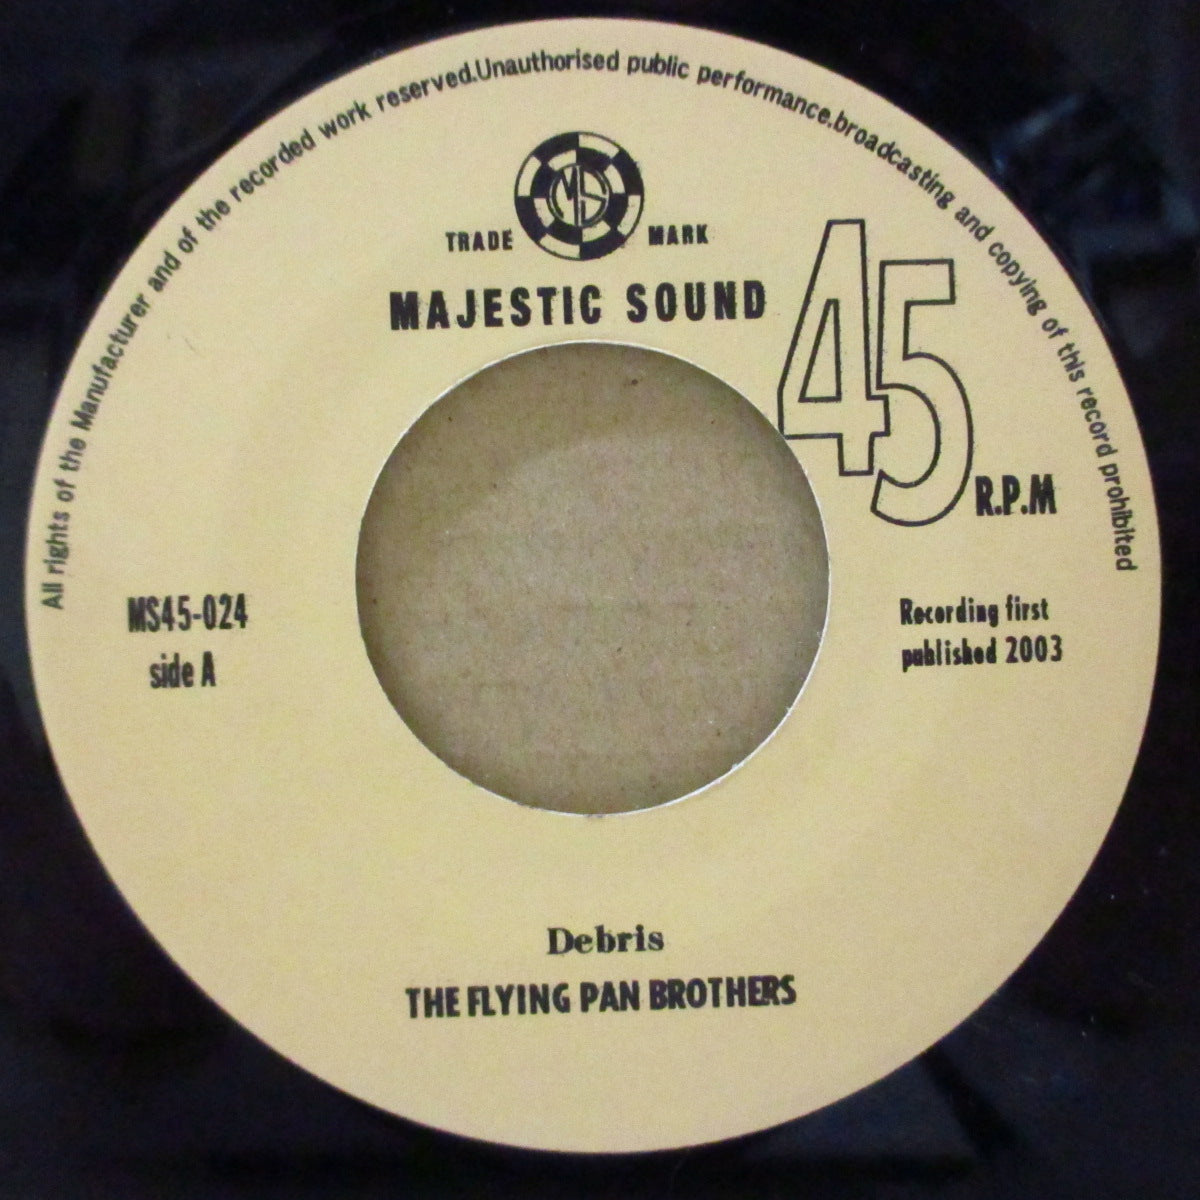 All rights of the Manufacturer and of the recorded work reserved.Unauthorised public performance.broadcasting and copying of this record prohibited
MS
TRADE MARK
MAJESTIC SOUND
45
R.P.M
MS45-024
side A
Recording first
published 2003
Debris
THE FLYING PAN BROTHERS